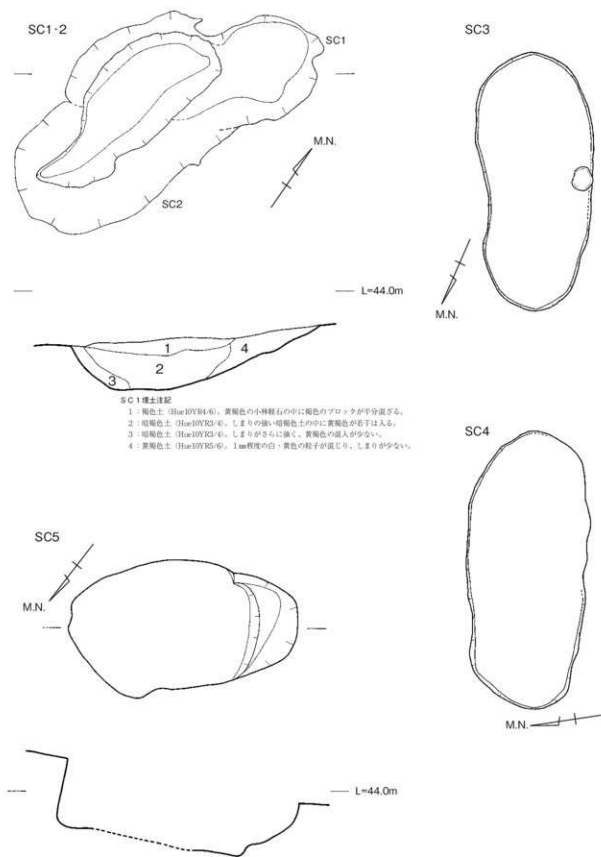 SC1・2
SC1
SC3
M.N.
SC2
M.N.
L=44.0m
1
2
3
4
SC1埋土注記
1:褐色土(Hue10YR4/6)。黄褐色の小林軽石の中に褐色のブロックが半分混ざる。
2:暗褐色土(Hue10YR3/4)。しまりの強い暗褐色土の中に黄褐色が若干は入る。
3:暗褐色土(Hue10YR3/4)。しまりがさらに強く、黄褐色の混入が少ない。
4:黄褐色土(Hue10YR5/6)。1mm程度の白・黄色の粒子が混じり、しまりが少ない。
SC4
SC5
M.N.
M.N.
L=44.0m